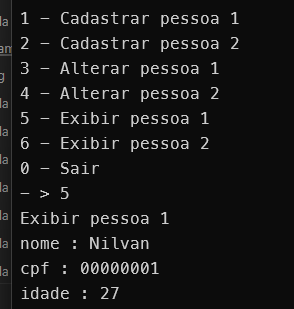 1 - Cadastrar pessoa 1
2 - Cadastrar pessoa 2
3 - Alterar pessoa 1
4 - Alterar pessoa 2
5 - Exibir pessoa 1
6 - Exibir pessoa 2
0 - Sair
- > 5
Exibir pessoa 1
nome : Nilvan
cpf : 00000001
idade : 27